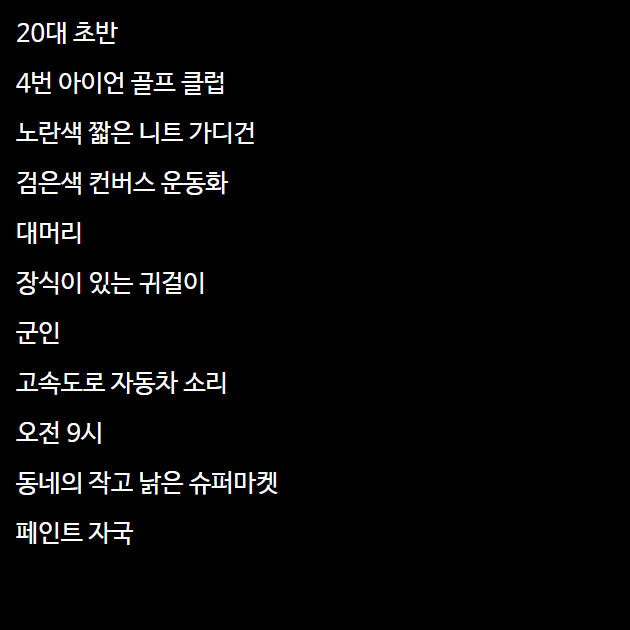 20대 초반
4번 아이언 골프 클럽
노란색 짧은 니트 가디건
검은색 컨버스 운동화
대머리
장식이 있는 귀걸이
군인
고속도로 자동차 소리
오전 9시
동네의 작고 낡은 슈퍼마켓
페인트 자국